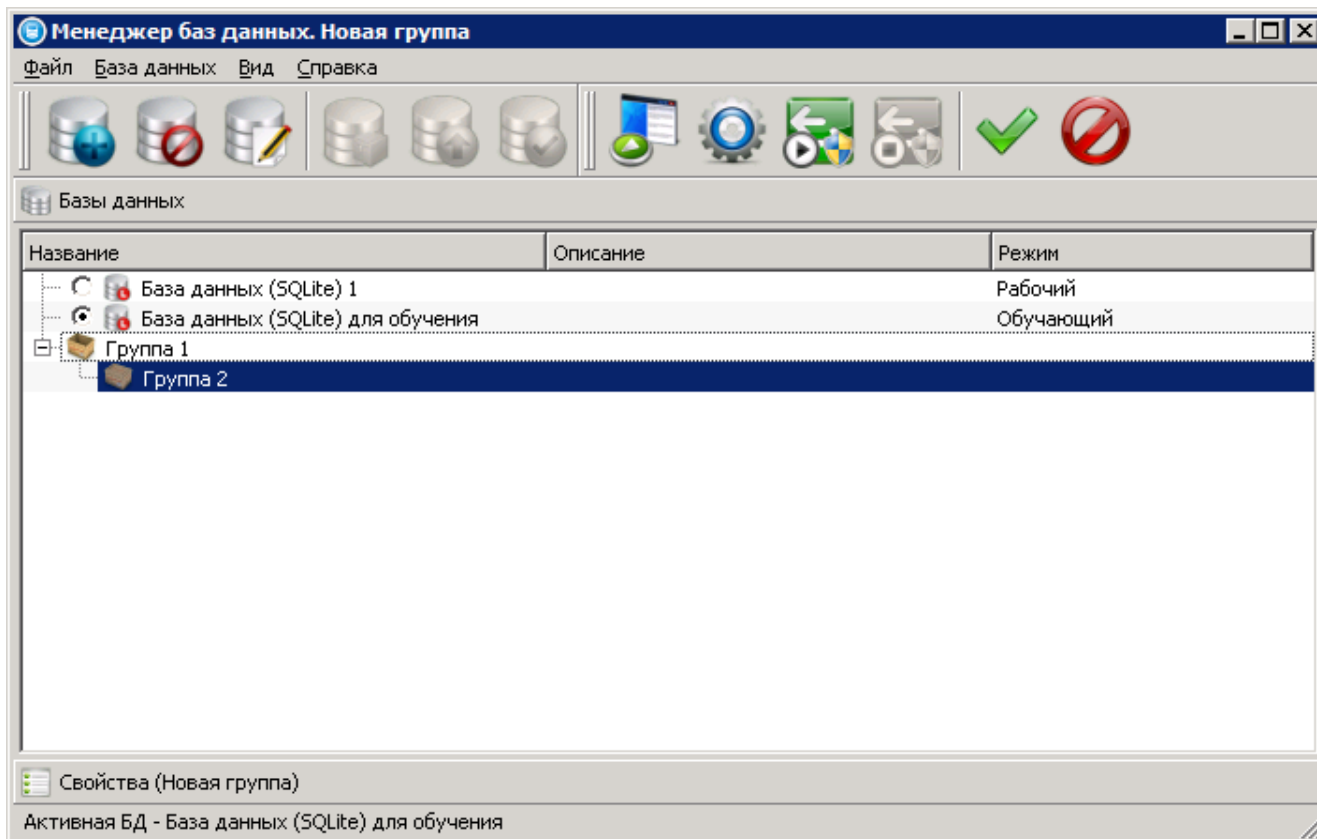 Менеджер баз данных. Новая группа
Файл База данных Вид Справка
Базы данных
Название Описание Режим
База данных (SQLite) 1 Рабочий
База данных (SQLite) для обучения Обучающий
Группа 1
Группа 2
Свойства (Новая группа)
Активная БД - База данных (SQLite) для обучения